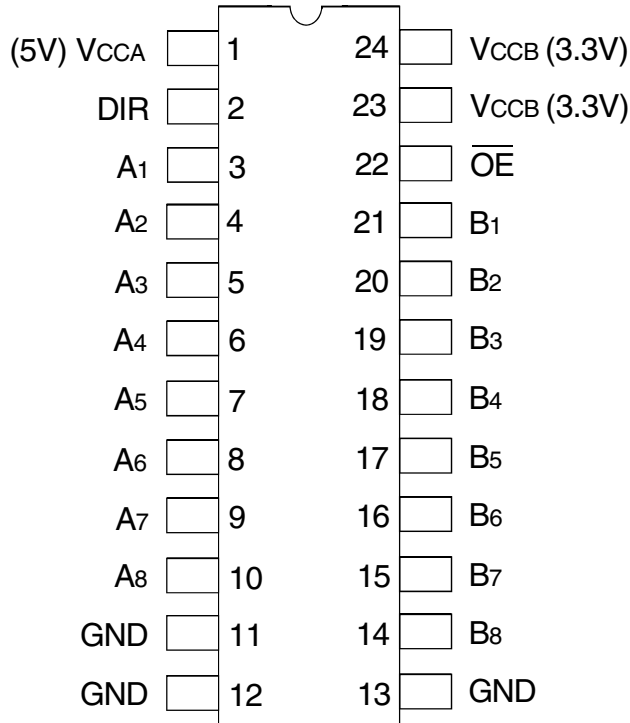 (5V) VCCA 1 24 VCCB (3.3V)
DIR 2 23 VCCB (3.3V)
A1 3 22 O̅E̅
A2 4 21 B1
A3 5 20 B2
A4 6 19 B3
A5 7 18 B4
A6 8 17 B5
A7 9 16 B6
A8 10 15 B7
GND 11 14 B8
GND 12 13 GND